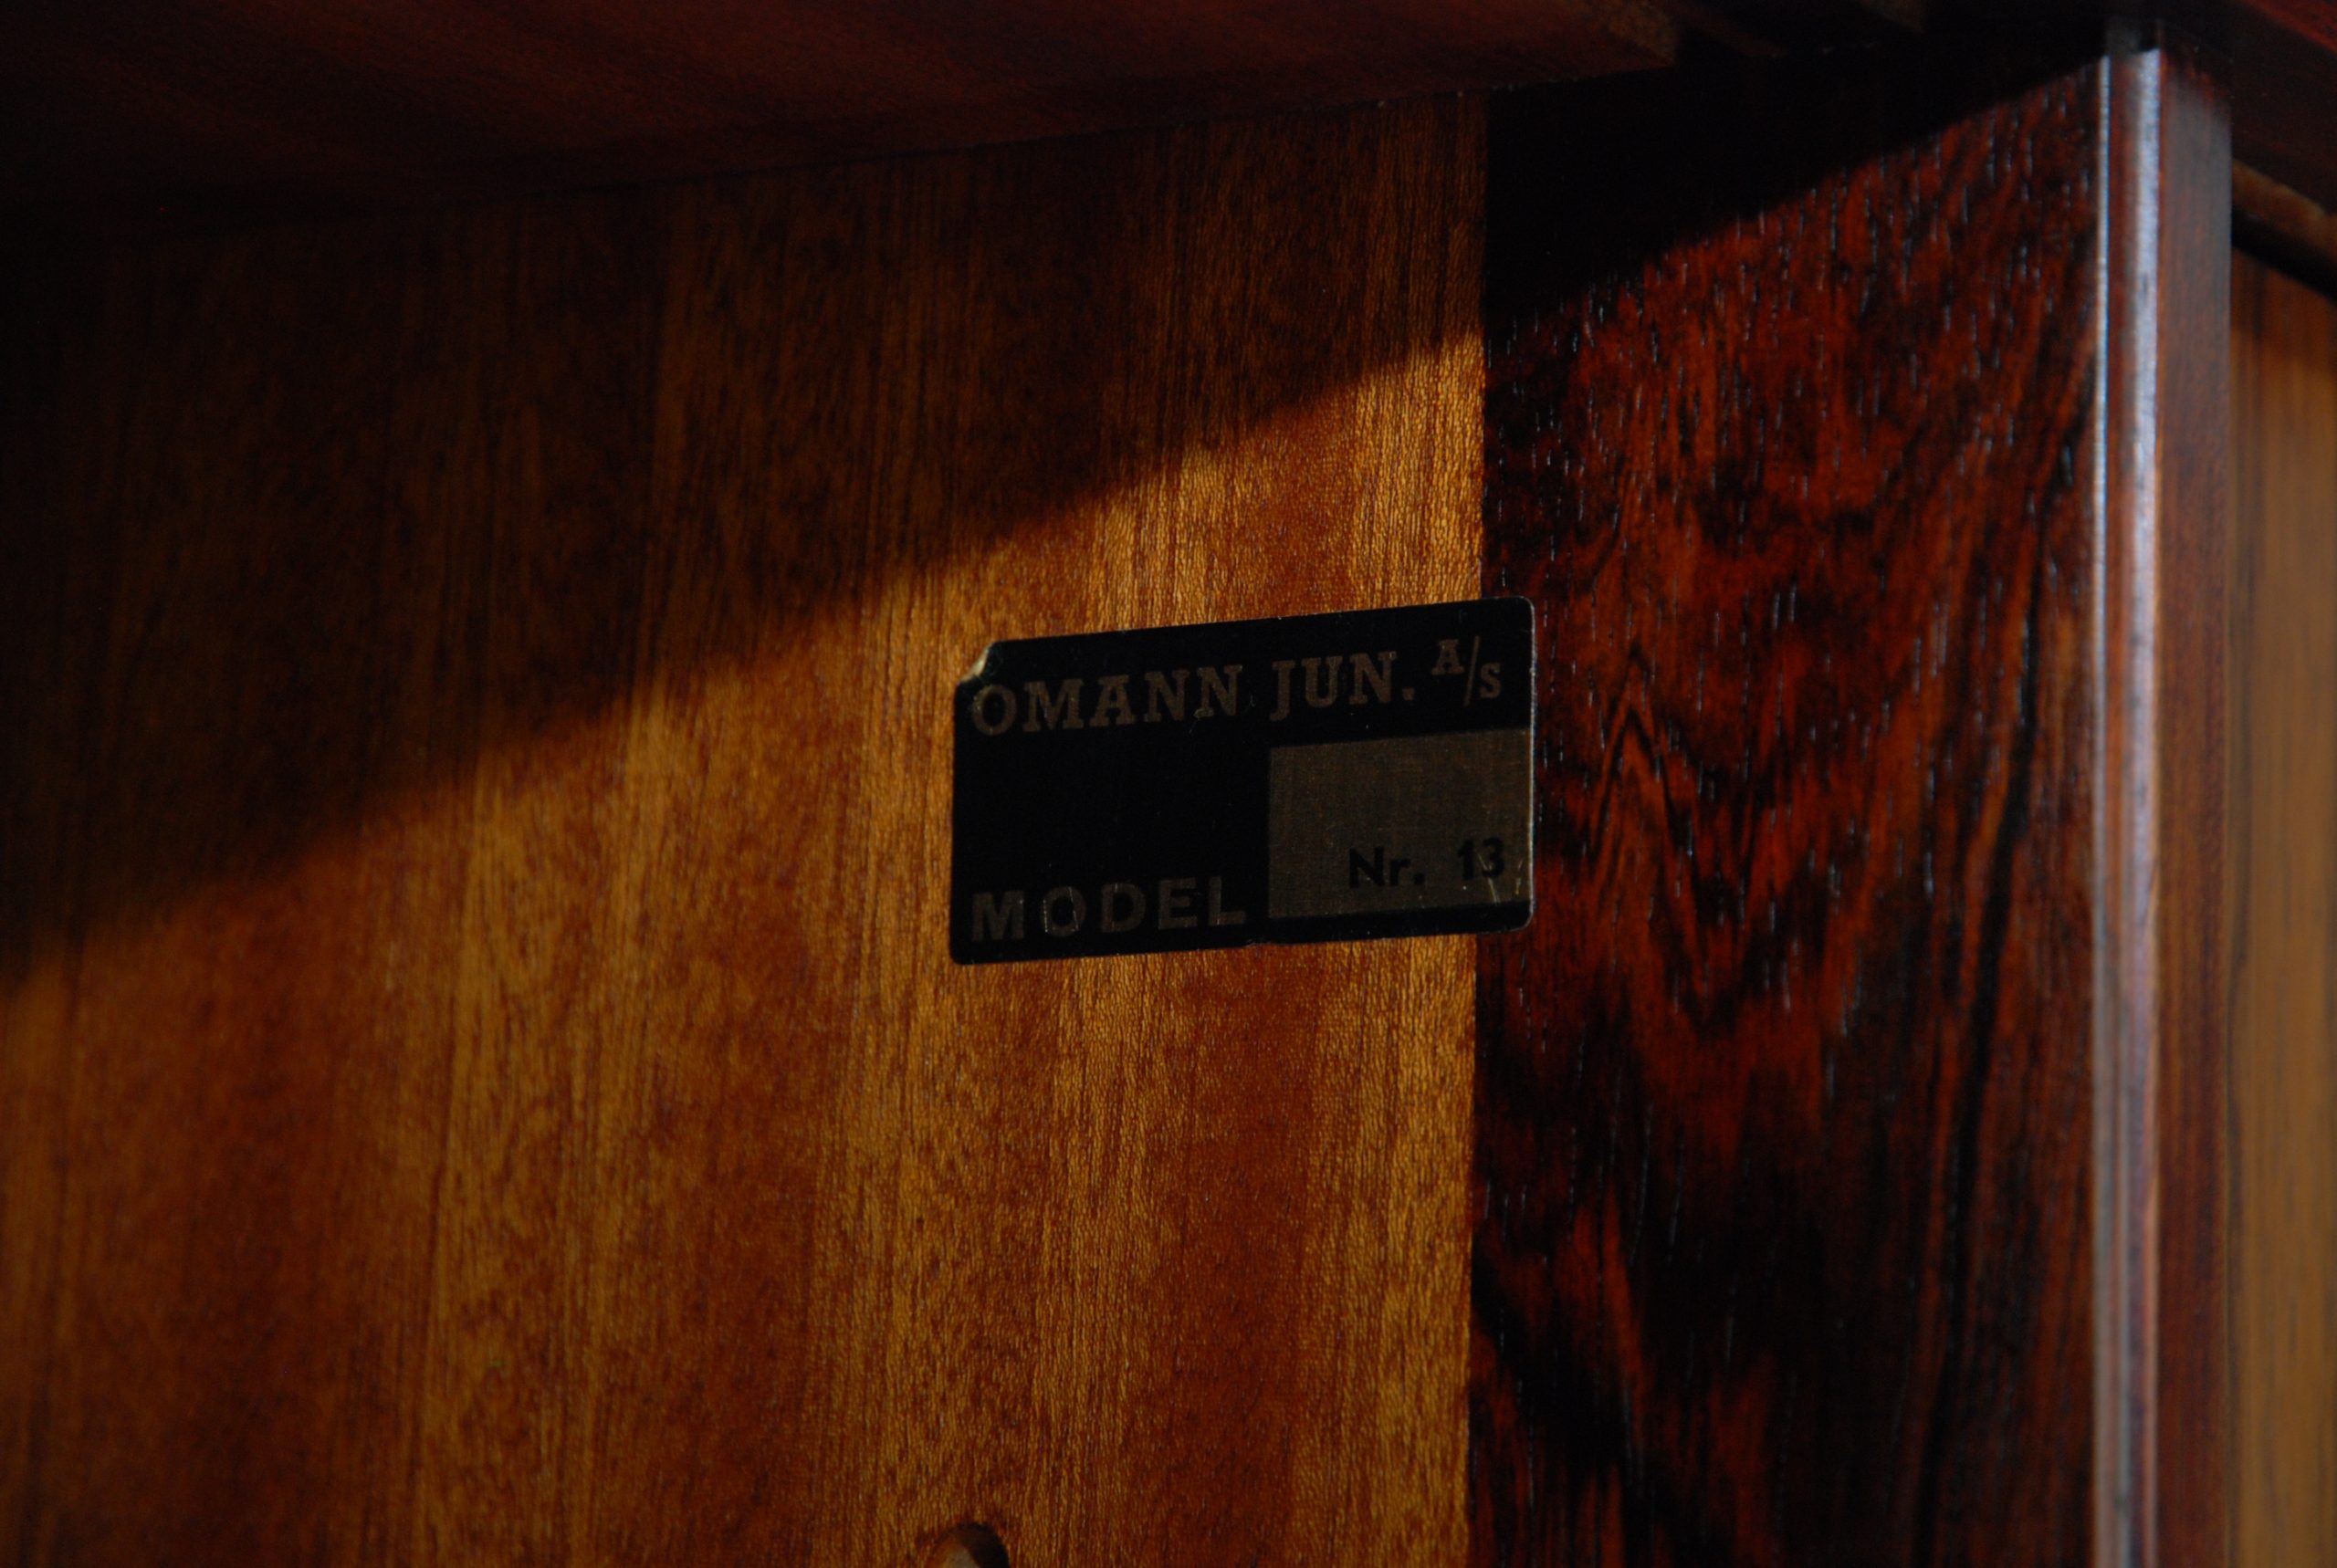 OMANN JUN. A/S
Nr. 13
MODEL